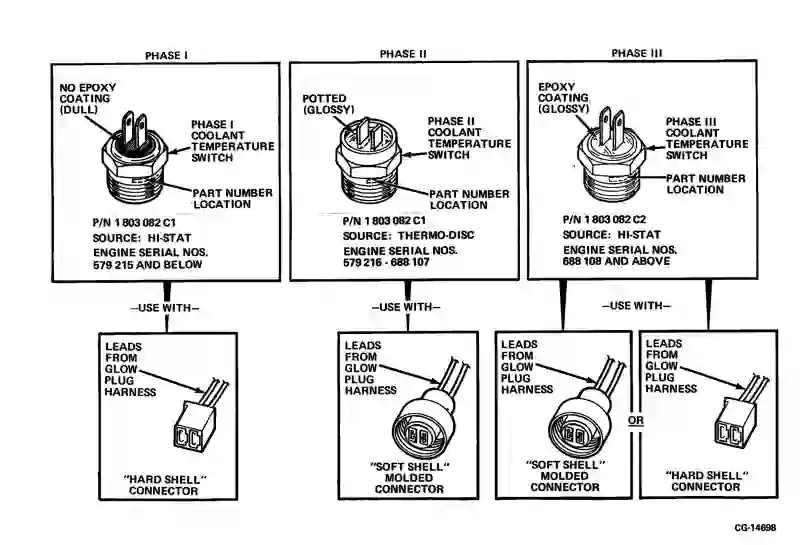 PHASE I
NO EPOXY
COATING
(DULL)
PHASE I
COOLANT
TEMPERATURE
SWITCH
PART NUMBER
LOCATION
P/N 1 803 082 C1
SOURCE: HI-STAT
ENGINE SERIAL NOS.
579 215 AND BELOW
PHASE II
POTTED
(GLOSSY)
PHASE II
COOLANT
TEMPERATURE
SWITCH
PART NUMBER
LOCATION
P/N 1 803 082 C1
SOURCE: THERMO-DISC
ENGINE SERIAL NOS.
579 216 - 688 107
PHASE III
EPOXY
COATING
(GLOSSY)
PHASE III
COOLANT
TEMPERATURE
SWITCH
PART NUMBER
LOCATION
P/N 1 803 082 C2
SOURCE: HI-STAT
ENGINE SERIAL NOS.
688 108 AND ABOVE
–USE WITH–
–USE WITH–
–USE WITH–
LEADS
FROM
GLOW
PLUG
HARNESS
"HARD SHELL"
CONNECTOR
LEADS
FROM
GLOW
PLUG
HARNESS
"SOFT SHELL"
MOLDED
CONNECTOR
LEADS
FROM
GLOW
PLUG
HARNESS
"SOFT SHELL"
MOLDED
CONNECTOR
OR
LEADS
FROM
GLOW
PLUG
HARNESS
"HARD SHELL"
CONNECTOR
CG-14698